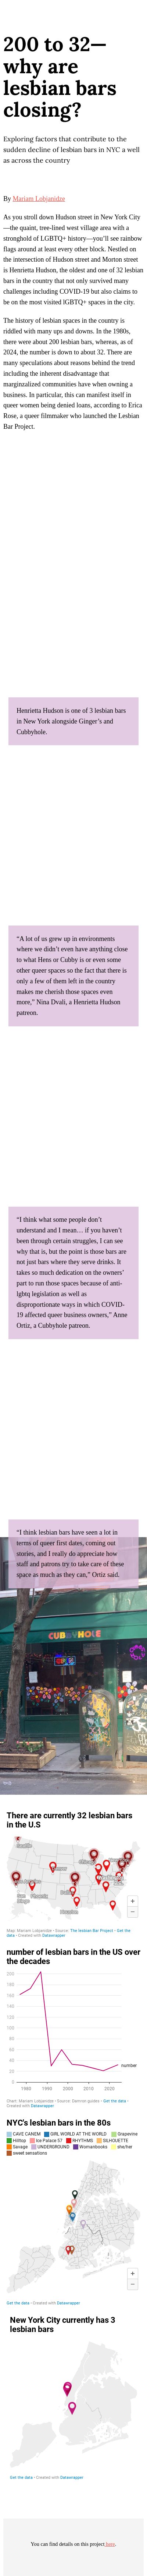 200 to 32—
why are
lesbian bars
closing?
Exploring factors that contribute to the
sudden decline of lesbian bars in NYC a well
as across the country
By Mariam Lobjanidze
As you stroll down Hudson street in New York City
—the quaint, tree-lined west village area with a
stronghold of LGBTQ+ history—you’ll see rainbow
flags around at least every other block. Nestled on
the intersection of Hudson street and Morton street
is Henrietta Hudson, the oldest and one of 32 lesbian
bars in the country that not only survived many
challenges including COVID-19 but also claims to
be on the most visited lGBTQ+ spaces in the city.
The history of lesbian spaces in the country is
riddled with many ups and downs. In the 1980s,
there were about 200 lesbian bars, whereas, as of
2024, the number is down to about 32. There are
many speculations about reasons behind the trend
including the inherent disadvantage that
marginalized communities have when owning a
business. In particular, this can manifest itself in
queer women being denied loans, according to Erica
Rose, a queer filmmaker who launched the Lesbian
Bar Project.
Henrietta Hudson is one of 3 lesbian bars
in New York alongside Ginger’s and
Cubbyhole.
“A lot of us grew up in environments
where we didn’t even have anything close
to what Hens or Cubby is or even some
other queer spaces so the fact that there is
only a few of them left in the country
makes me cherish those spaces even
more,” Nina Dvali, a Henrietta Hudson
patreon.
“I think what some people don’t
understand and I mean… if you haven’t
been through certain struggles, I can see
why that is, but the point is those bars are
not just bars where they serve drinks. It
takes so much dedication on the owners’
part to run those spaces because of anti-
lgbtq legislation as well as
disproportionate ways in which COVID-
19 affected queer business owners,” Anne
Ortiz, a Cubbyhole patreon.
“I think lesbian bars have seen a lot in
terms of queer first dates, coming out
stories, and I really do appreciate how
staff and patrons try to take care of these
space as much as they can,” Ortiz said.
CUBBYHOLE
There are currently 32 lesbian bars
in the U.S
Seattle
Denver
Phoenix
Dallas
Houston
Map: Mariam Lobjanidze • Source: The lesbian Bar Project • Get the
data • Created with Datawrapper
number of lesbian bars in the US over
the decades
200
180
160
140
120
100
80
60
40
20
0
number
1980 1990 2000 2010 2020
Chart: Mariam Lobjanidze • Source: Damron guides • Get the data •
Created with Datawrapper
NYC's lesbian bars in the 80s
CAVE CANEM GIRL WORLD AT THE WORLD Grapevine
Hilltop Ice Palace 57 RHYTHMS SILHOUETTE
Savage UNDERGROUND Womanbooks shariser
sweet sensations
Get the data • Created with Datawrapper
New York City currently has 3
lesbian bars
Get the data • Created with Datawrapper
You can find details on this project here.